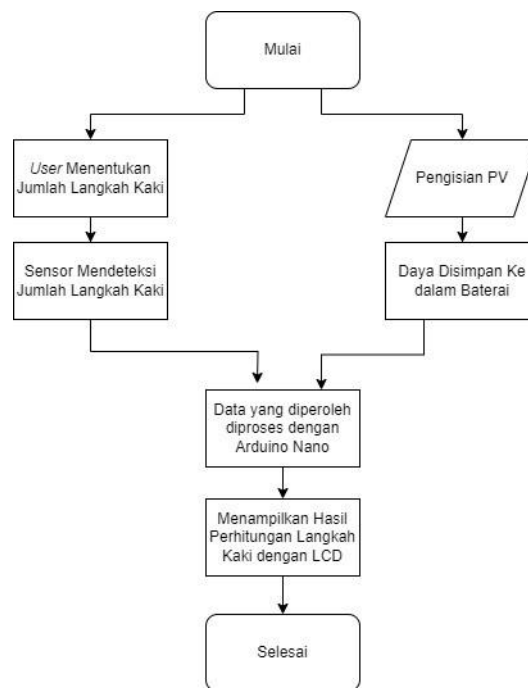 Mulai
User Menentukan
Jumlah Langkah Kaki
Pengisian PV
Sensor Mendeteksi
Jumlah Langkah Kaki
Daya Disimpan Ke
dalam Baterai
Data yang diperoleh
diproses dengan
Arduino Nano
Menampilkan Hasil
Perhitungan Langkah
Kaki dengan LCD
Selesai